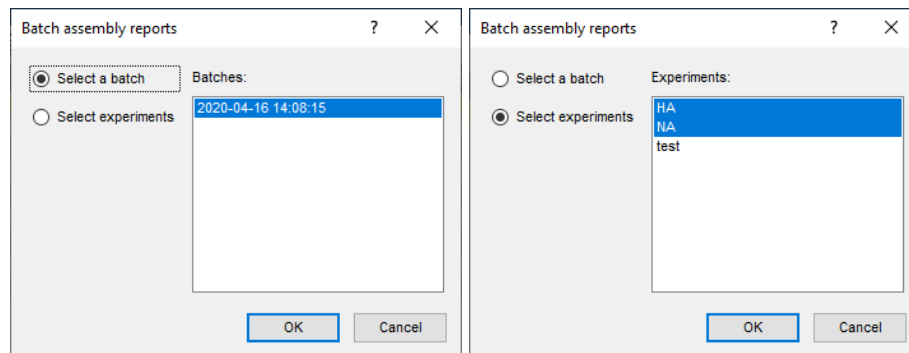 Batch assembly reports ? ×
Select a batch
Select experiments
Batches:
2020-04-16 14:08:15
OK Cancel
Batch assembly reports ? ×
Select a batch
Select experiments
Experiments:
HA
NA
test
OK Cancel